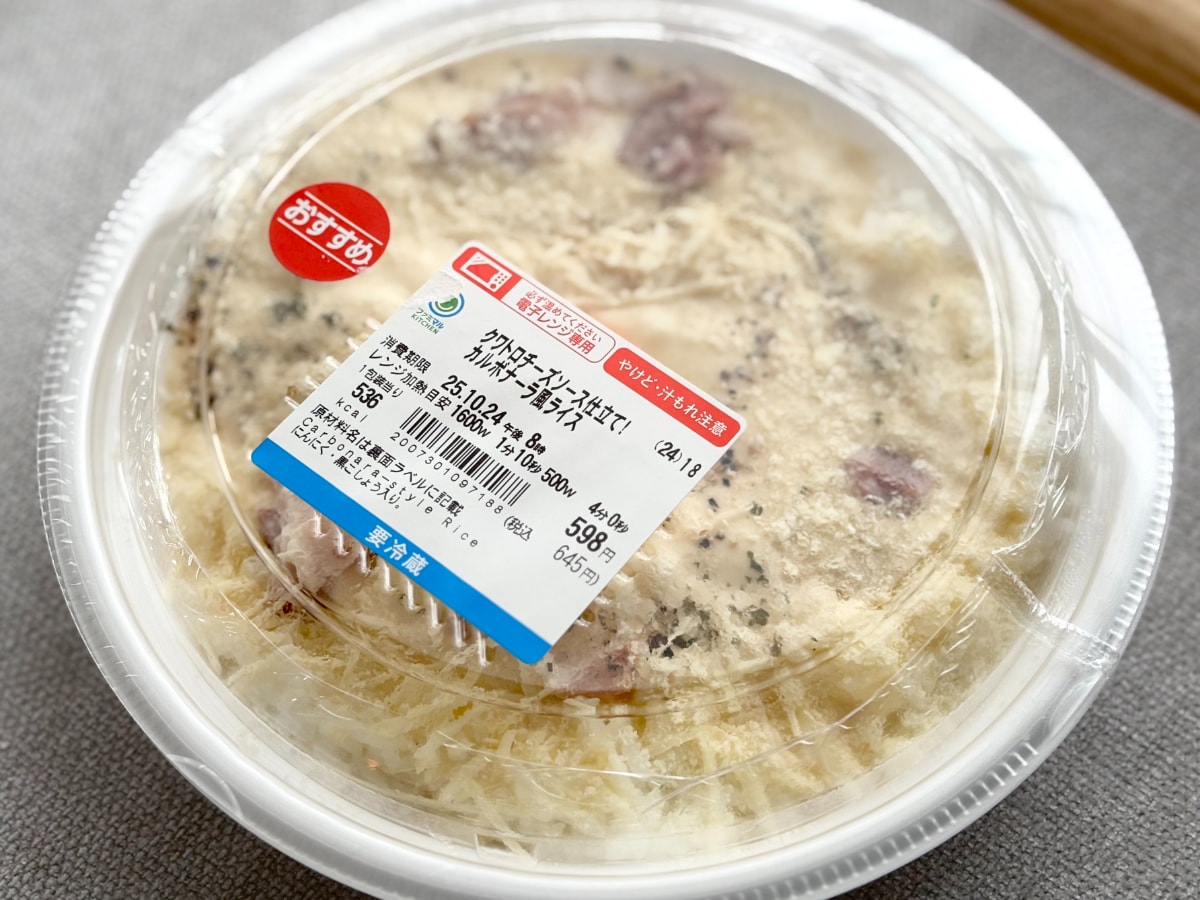 おすすめ
必ず温めてください
電子レンジ専用
やけど・汁もれ注意
ファミマル
KITCHEN
クワトロチーズソース仕立て!
カルボナーラ風ライス
(24)18
消費期限 25.10.24 午後 8時
レンジ加熱目安 1600w 1分10秒 500w 4分0秒
1包装当り
536
kcal
2007301097188
598円
(税込 645円)
原材料名は裏面ラベルに記載
Carbonara-style Rice
にんにく・黒こしょう入り。
要冷蔵